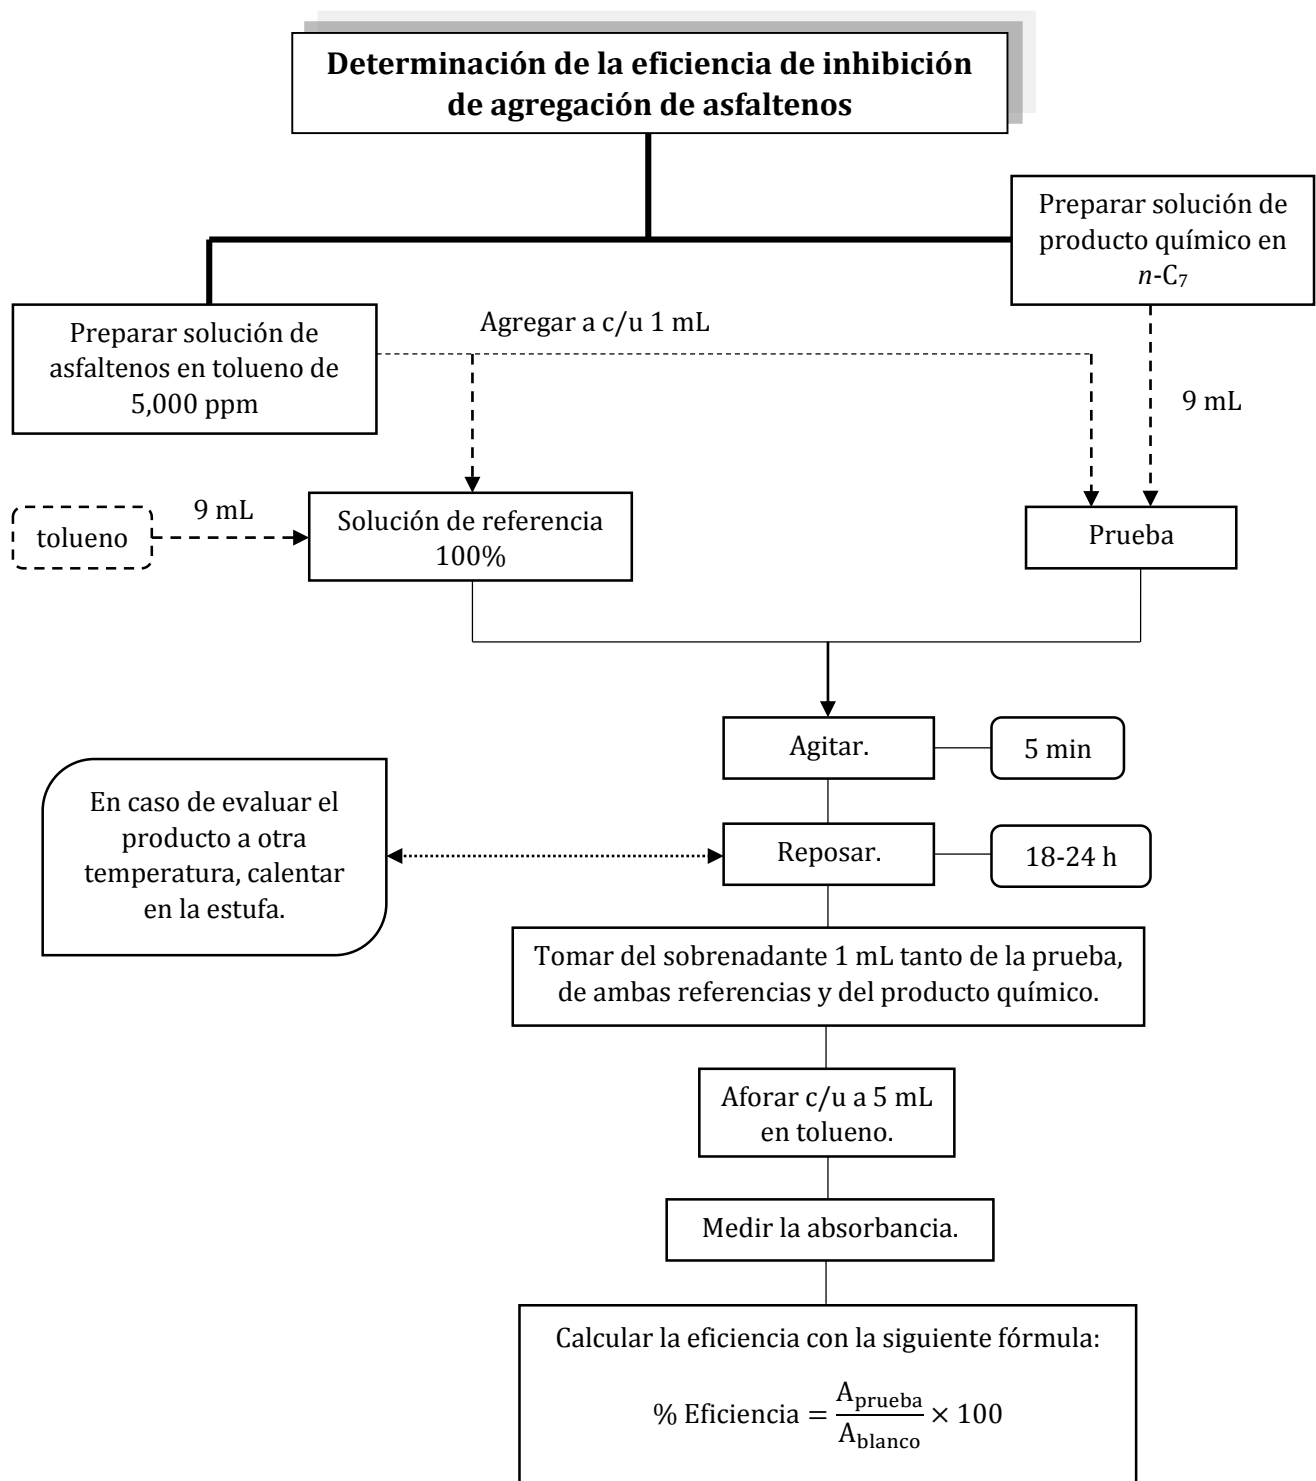 Determinación de la eficiencia de inhibición
de agregación de asfaltenos
Preparar solución de
producto químico en
n-C₇
Preparar solución de
asfaltenos en tolueno de
5,000 ppm
Agregar a c/u 1 mL
9 mL
tolueno
9 mL
Solución de referencia
100%
Prueba
Agitar.
5 min
En caso de evaluar el
producto a otra
temperatura, calentar
en la estufa.
Reposar.
18-24 h
Tomar del sobrenadante 1 mL tanto de la prueba,
de ambas referencias y del producto químico.
Aforar c/u a 5 mL
en tolueno.
Medir la absorbancia.
Calcular la eficiencia con la siguiente fórmula:
% Eficiencia = A_prueba / A_blanco × 100